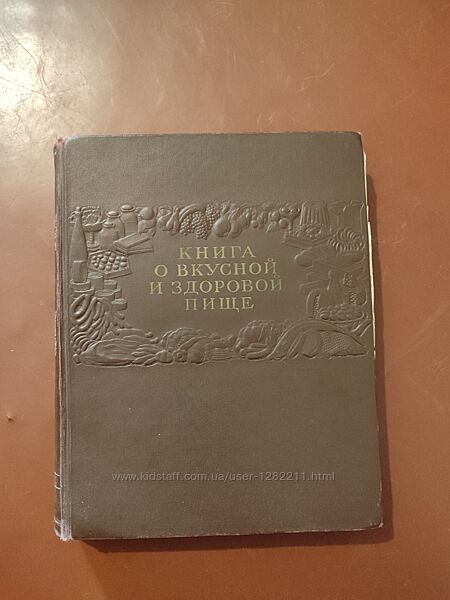 КНИГА
О ВКУСНОЙ
И ЗДОРОВОЙ
ПИЩЕ
www.kidstaff.com.ua/user-1282211.html